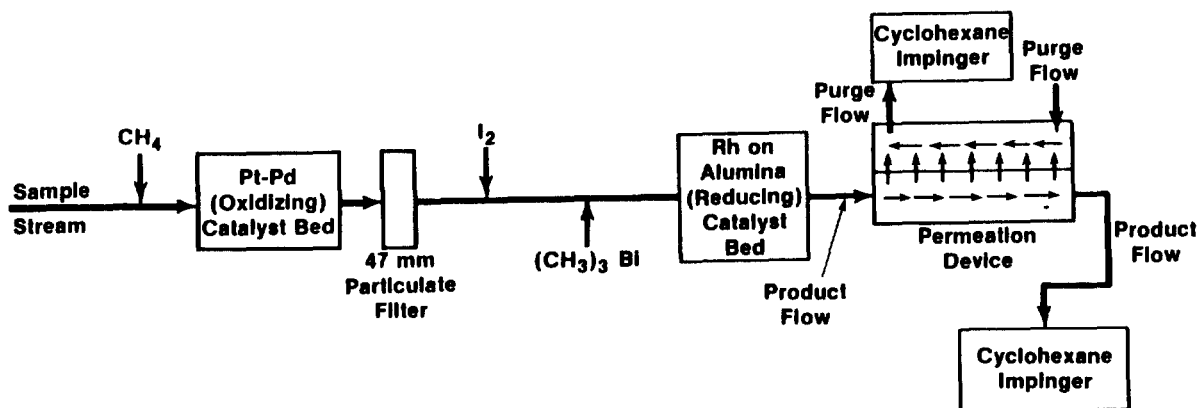 Cyclohexane
Impinger
Purge
Flow
Purge
Flow
CH4
I2
Sample
Stream
Pt-Pd
(Oxidizing)
Catalyst Bed
47 mm
Particulate
Filter
(CH3)3 Bi
Rh on
Alumina
(Reducing)
Catalyst
Bed
Product
Flow
Permeation
Device
Product
Flow
Cyclohexane
Impinger